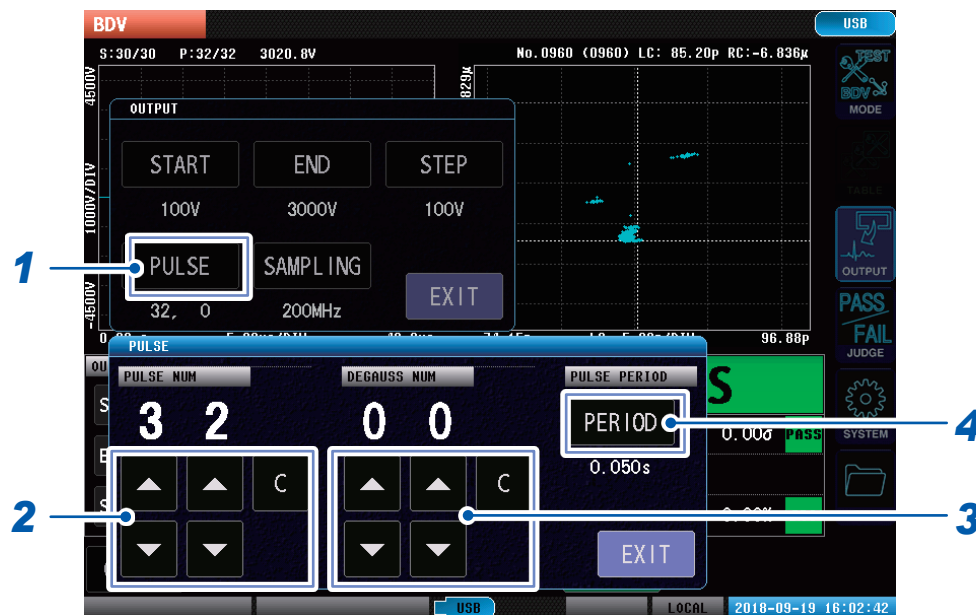 BDV
USB
S:30/30 P:32/32 3020.8V
No.0960 (0960) LC: 85.20p RC:-6.836μ
TEST
BDV
MODE
4500V
829μ
OUTPUT
START END STEP
100V 3000V 100V
1000V/DIV
TABLE
1
PULSE SAMPLING
EXIT
32, 0 200MHz
OUTPUT
-4500V
PASS
FAIL
JUDGE
96.88p
PULSE
OU
PULSE NUM DEGAUSS NUM PULSE PERIOD
S
3 2 0 0
PERIOD
4
S
0.00σ PASS
SYSTEM
0.050s
E
C C
S
2
3
EXIT
USB
LOCAL 2018-09-19 16:02:42